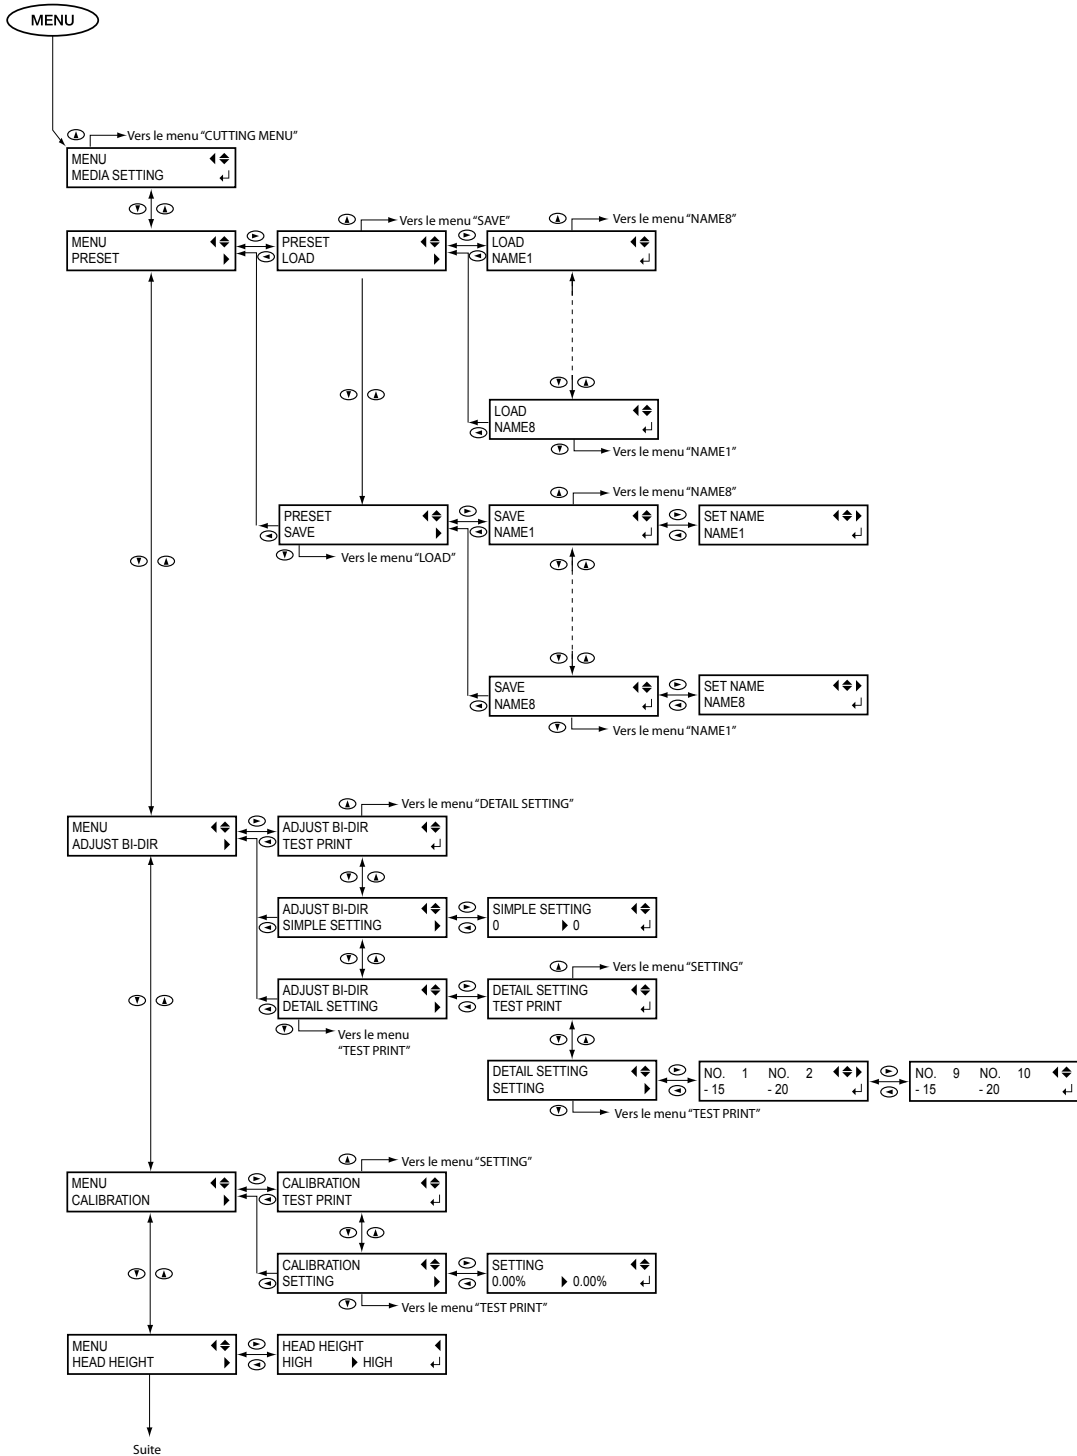 MENU
Vers le menu “CUTTING MENU”
MENU
MEDIA SETTING
Vers le menu “SAVE”
Vers le menu “NAME8”
MENU
PRESET
PRESET
LOAD
LOAD
NAME1
LOAD
NAME8
Vers le menu “NAME1”
Vers le menu “NAME8”
PRESET
SAVE
SAVE
NAME1
SET NAME
NAME1
Vers le menu “LOAD”
SAVE
NAME8
SET NAME
NAME8
Vers le menu “NAME1”
Vers le menu “DETAIL SETTING”
MENU
ADJUST BI-DIR
ADJUST BI-DIR
TEST PRINT
ADJUST BI-DIR
SIMPLE SETTING
SIMPLE SETTING
0 0
Vers le menu “SETTING”
ADJUST BI-DIR
DETAIL SETTING
DETAIL SETTING
TEST PRINT
Vers le menu
“TEST PRINT”
DETAIL SETTING
SETTING
NO. 1 NO. 2
- 15 - 20
NO. 9 NO. 10
- 15 - 20
Vers le menu “TEST PRINT”
Vers le menu “SETTING”
MENU
CALIBRATION
CALIBRATION
TEST PRINT
CALIBRATION
SETTING
SETTING
0.00% 0.00%
Vers le menu “TEST PRINT”
MENU
HEAD HEIGHT
HEAD HEIGHT
HIGH HIGH
Suite